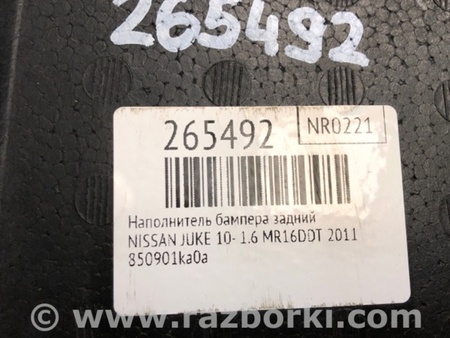 265492
265492
NR0221
Наполнитель бампера задний
NISSAN JUKE 10- 1.6 MR16DDT 2011
850901ka0a
© www.razborki.com